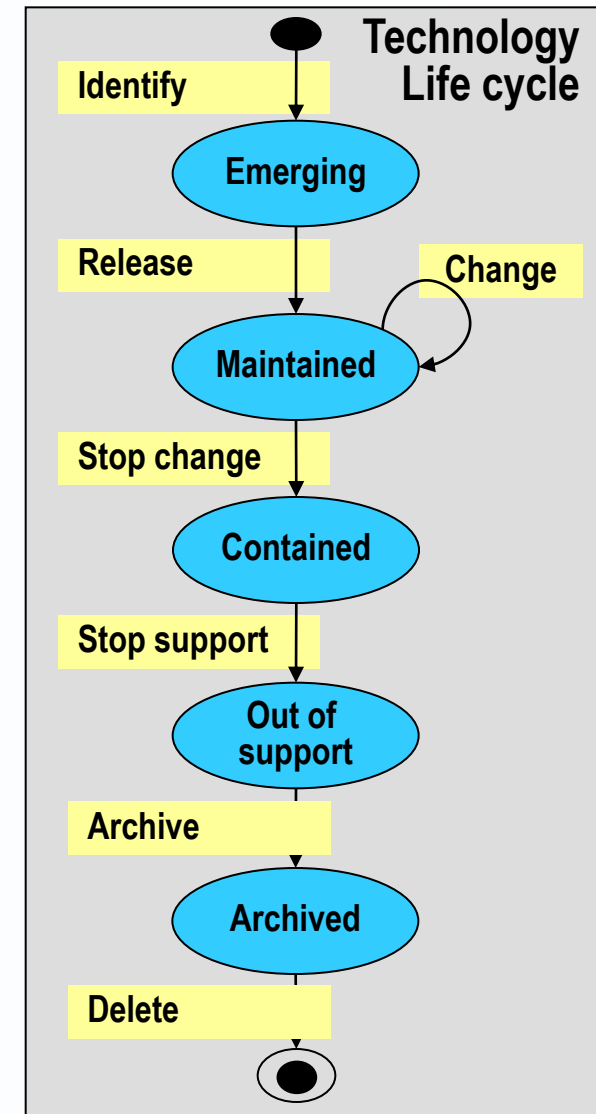 Technology
Life cycle
Identify
Emerging
Release
Change
Maintained
Stop change
Contained
Stop support
Out of
support
Archive
Archived
Delete